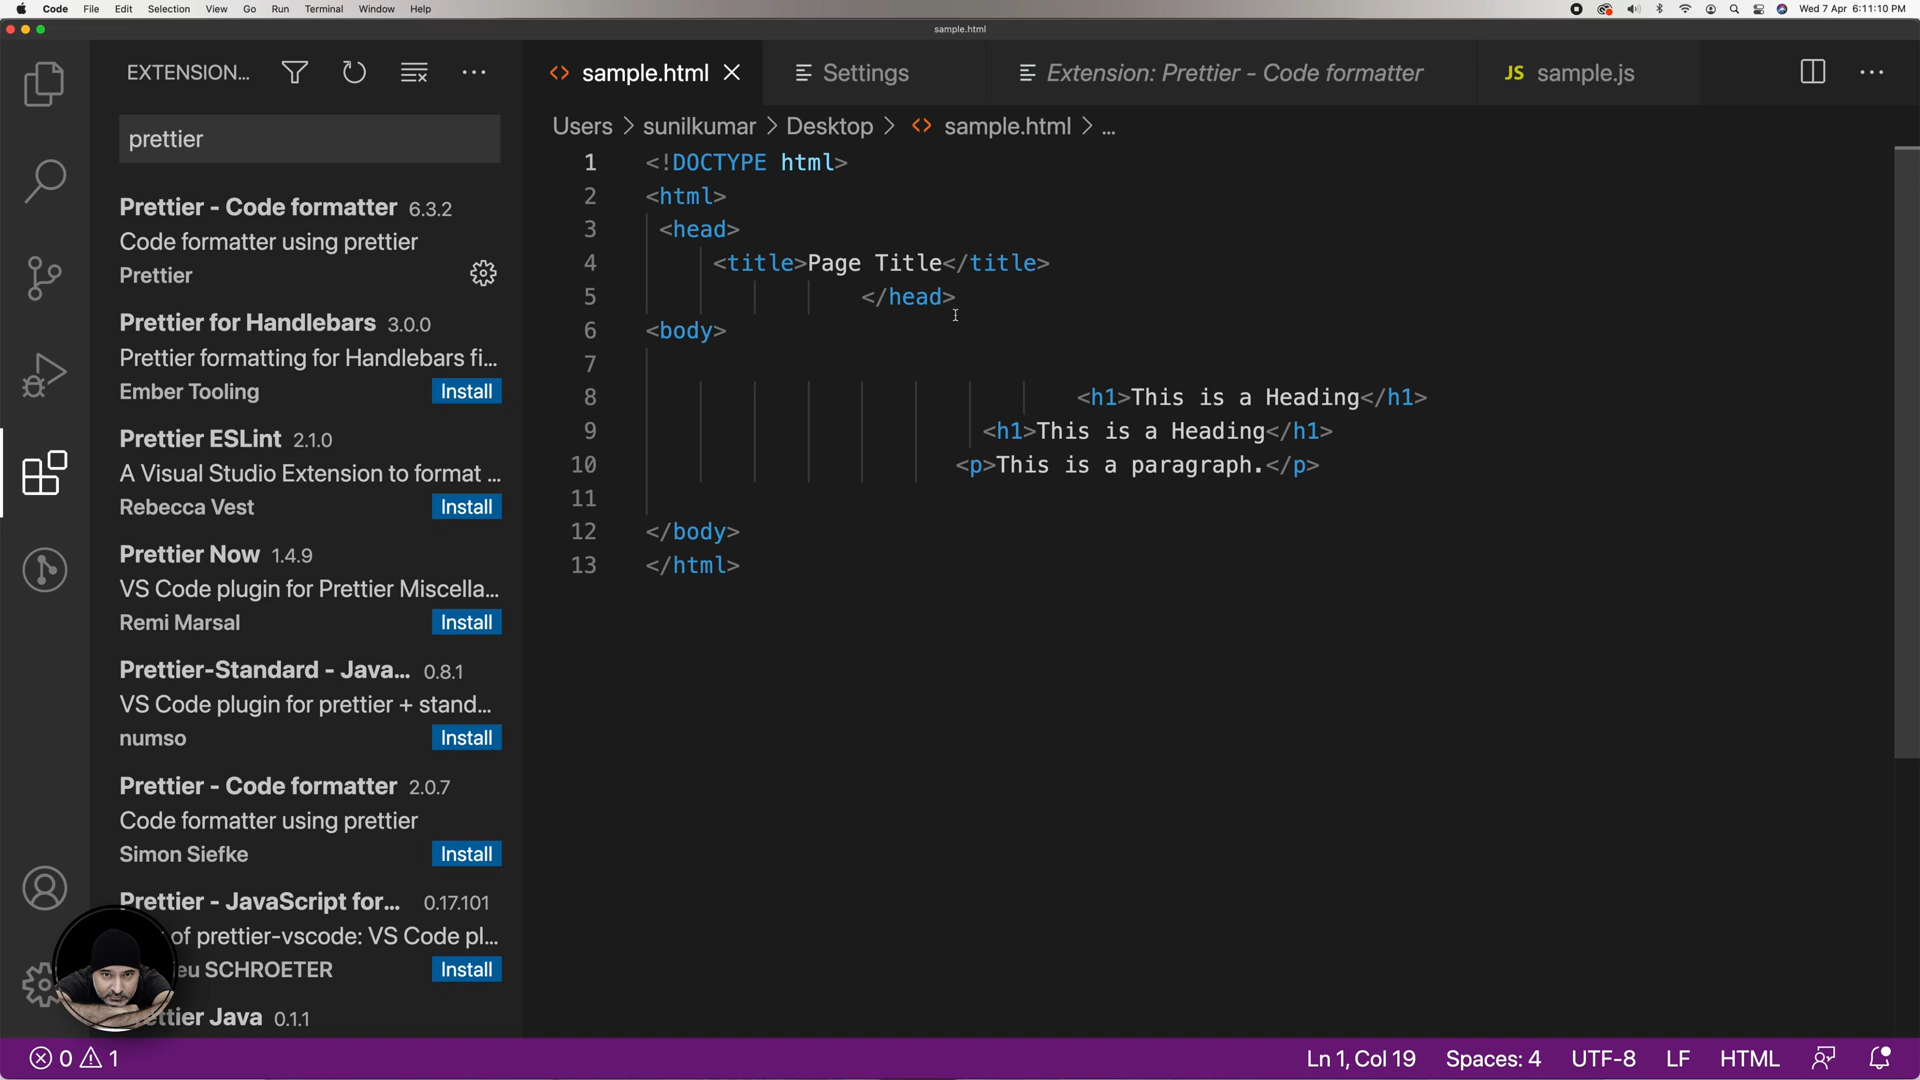 Code File Edit Selection View Go Run Terminal Window Help
Wed 7 Apr 6:11:10 PM
sample.html
EXTENSION...
sample.html
Settings
Extension: Prettier - Code formatter
JS sample.js
prettier
Users > sunilkumar > Desktop > <> sample.html > ...
Prettier - Code formatter 6.3.2
Code formatter using prettier
Prettier
Prettier for Handlebars 3.0.0
Prettier formatting for Handlebars fi...
Ember Tooling Install
Prettier ESLint 2.1.0
A Visual Studio Extension to format ...
Rebecca Vest Install
Prettier Now 1.4.9
VS Code plugin for Prettier Miscella...
Remi Marsal Install
Prettier-Standard - Java... 0.8.1
VS Code plugin for prettier + stand...
numso Install
Prettier - Code formatter 2.0.7
Code formatter using prettier
Simon Siefke Install
Prettier - JavaScript for... 0.17.101
of prettier-vscode: VS Code pl...
SCHROETER Install
Java 0.1.1
1 <!DOCTYPE html>
2 <html>
3 <head>
4 <title>Page Title</title>
5 </head>
6 <body>
7
8 <h1>This is a Heading</h1>
9 <h1>This is a Heading</h1>
10 <p>This is a paragraph.</p>
11
12 </body>
13 </html>
0 1
Ln 1, Col 19 Spaces: 4 UTF-8 LF HTML